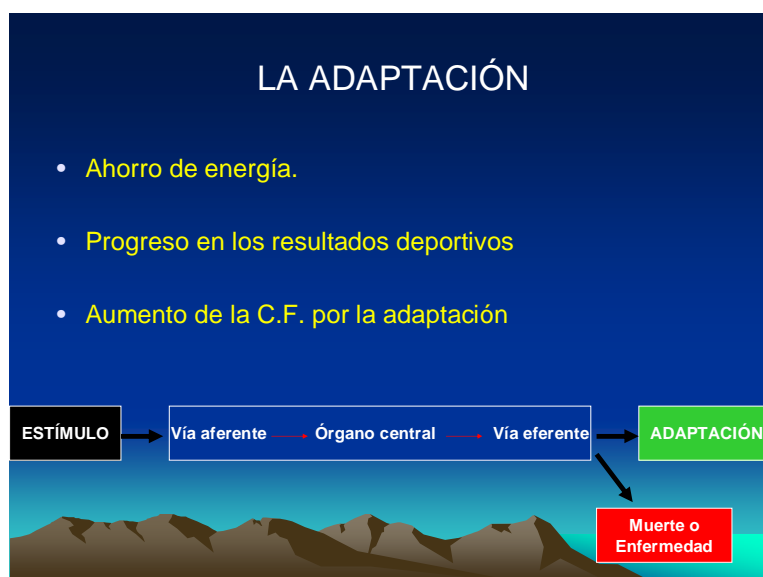 LA ADAPTACIÓN
• Ahorro de energía.
• Progreso en los resultados deportivos
• Aumento de la C.F. por la adaptación
ESTÍMULO
Vía aferente
Órgano central
Vía eferente
ADAPTACIÓN
Muerte o
Enfermedad